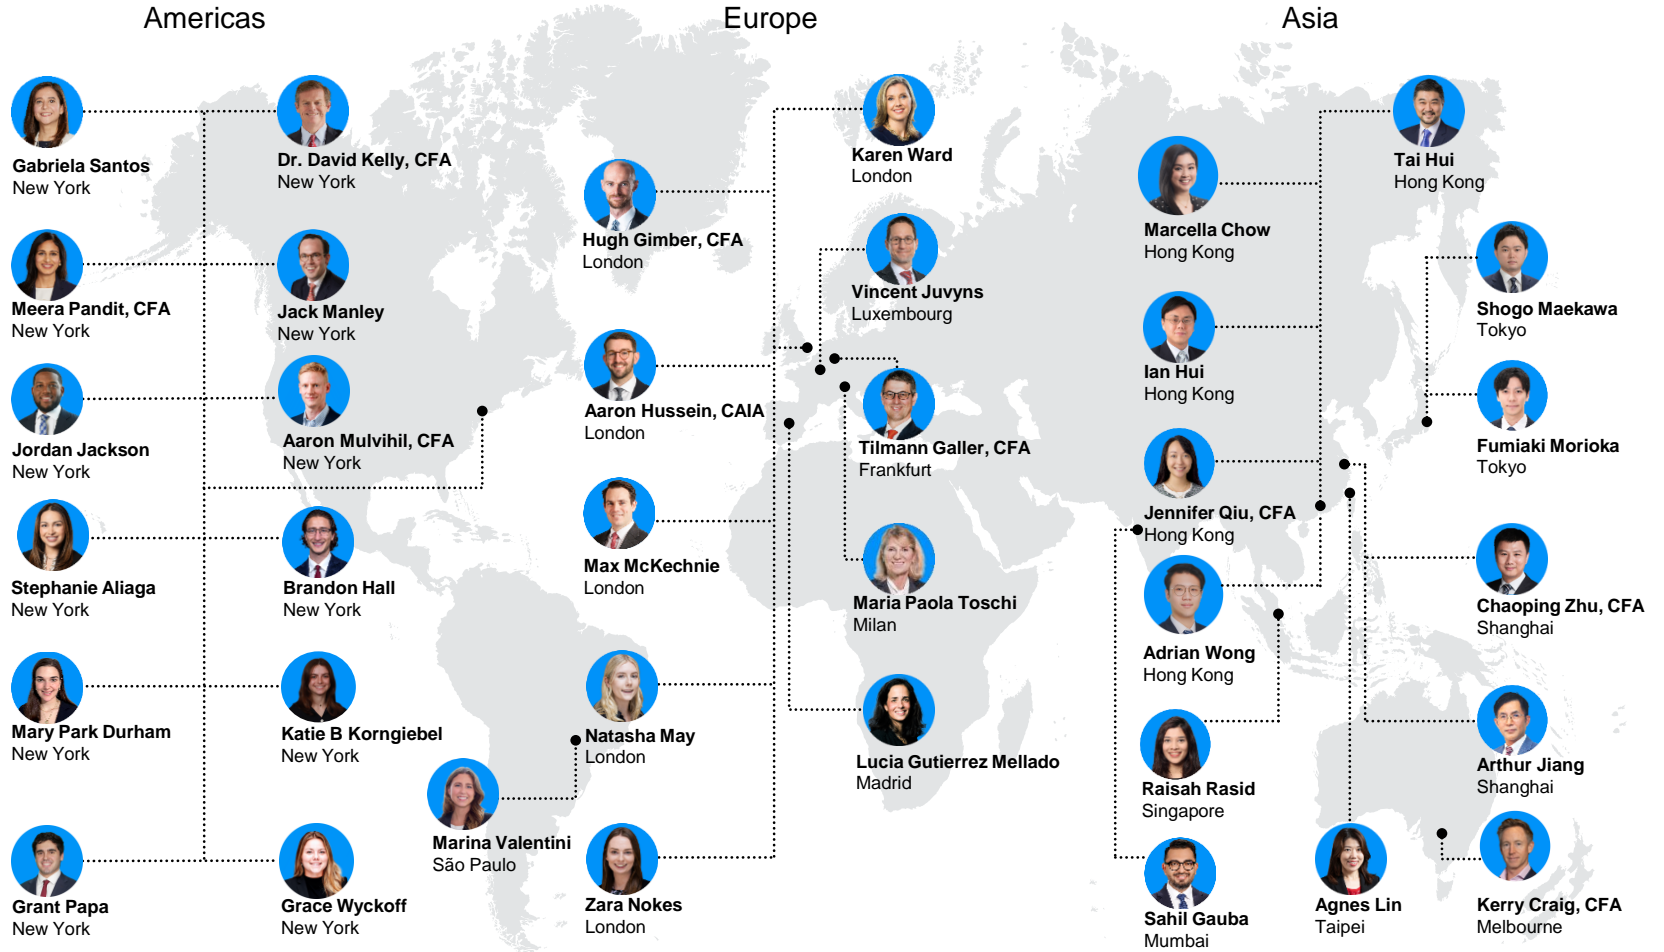 Americas
Europe
Asia
Gabriela Santos
New York
Dr. David Kelly, CFA
New York
Meera Pandit, CFA
New York
Jack Manley
New York
Jordan Jackson
New York
Aaron Mulvihil, CFA
New York
Stephanie Aliaga
New York
Brandon Hall
New York
Mary Park Durham
New York
Katie B Korngiebel
New York
Grant Papa
New York
Grace Wyckoff
New York
Marina Valentini
São Paulo
Karen Ward
London
Hugh Gimber, CFA
London
Vincent Juvyns
Luxembourg
Aaron Hussein, CAIA
London
Tilmann Galler, CFA
Frankfurt
Max McKechnie
London
Maria Paola Toschi
Milan
Natasha May
London
Lucia Gutierrez Mellado
Madrid
Zara Nokes
London
Tai Hui
Hong Kong
Marcella Chow
Hong Kong
Shogo Maekawa
Tokyo
Ian Hui
Hong Kong
Fumiaki Morioka
Tokyo
Jennifer Qiu, CFA
Hong Kong
Chaoping Zhu, CFA
Shanghai
Adrian Wong
Hong Kong
Arthur Jiang
Shanghai
Raisah Rasid
Singapore
Sahil Gauba
Mumbai
Agnes Lin
Taipei
Kerry Craig, CFA
Melbourne